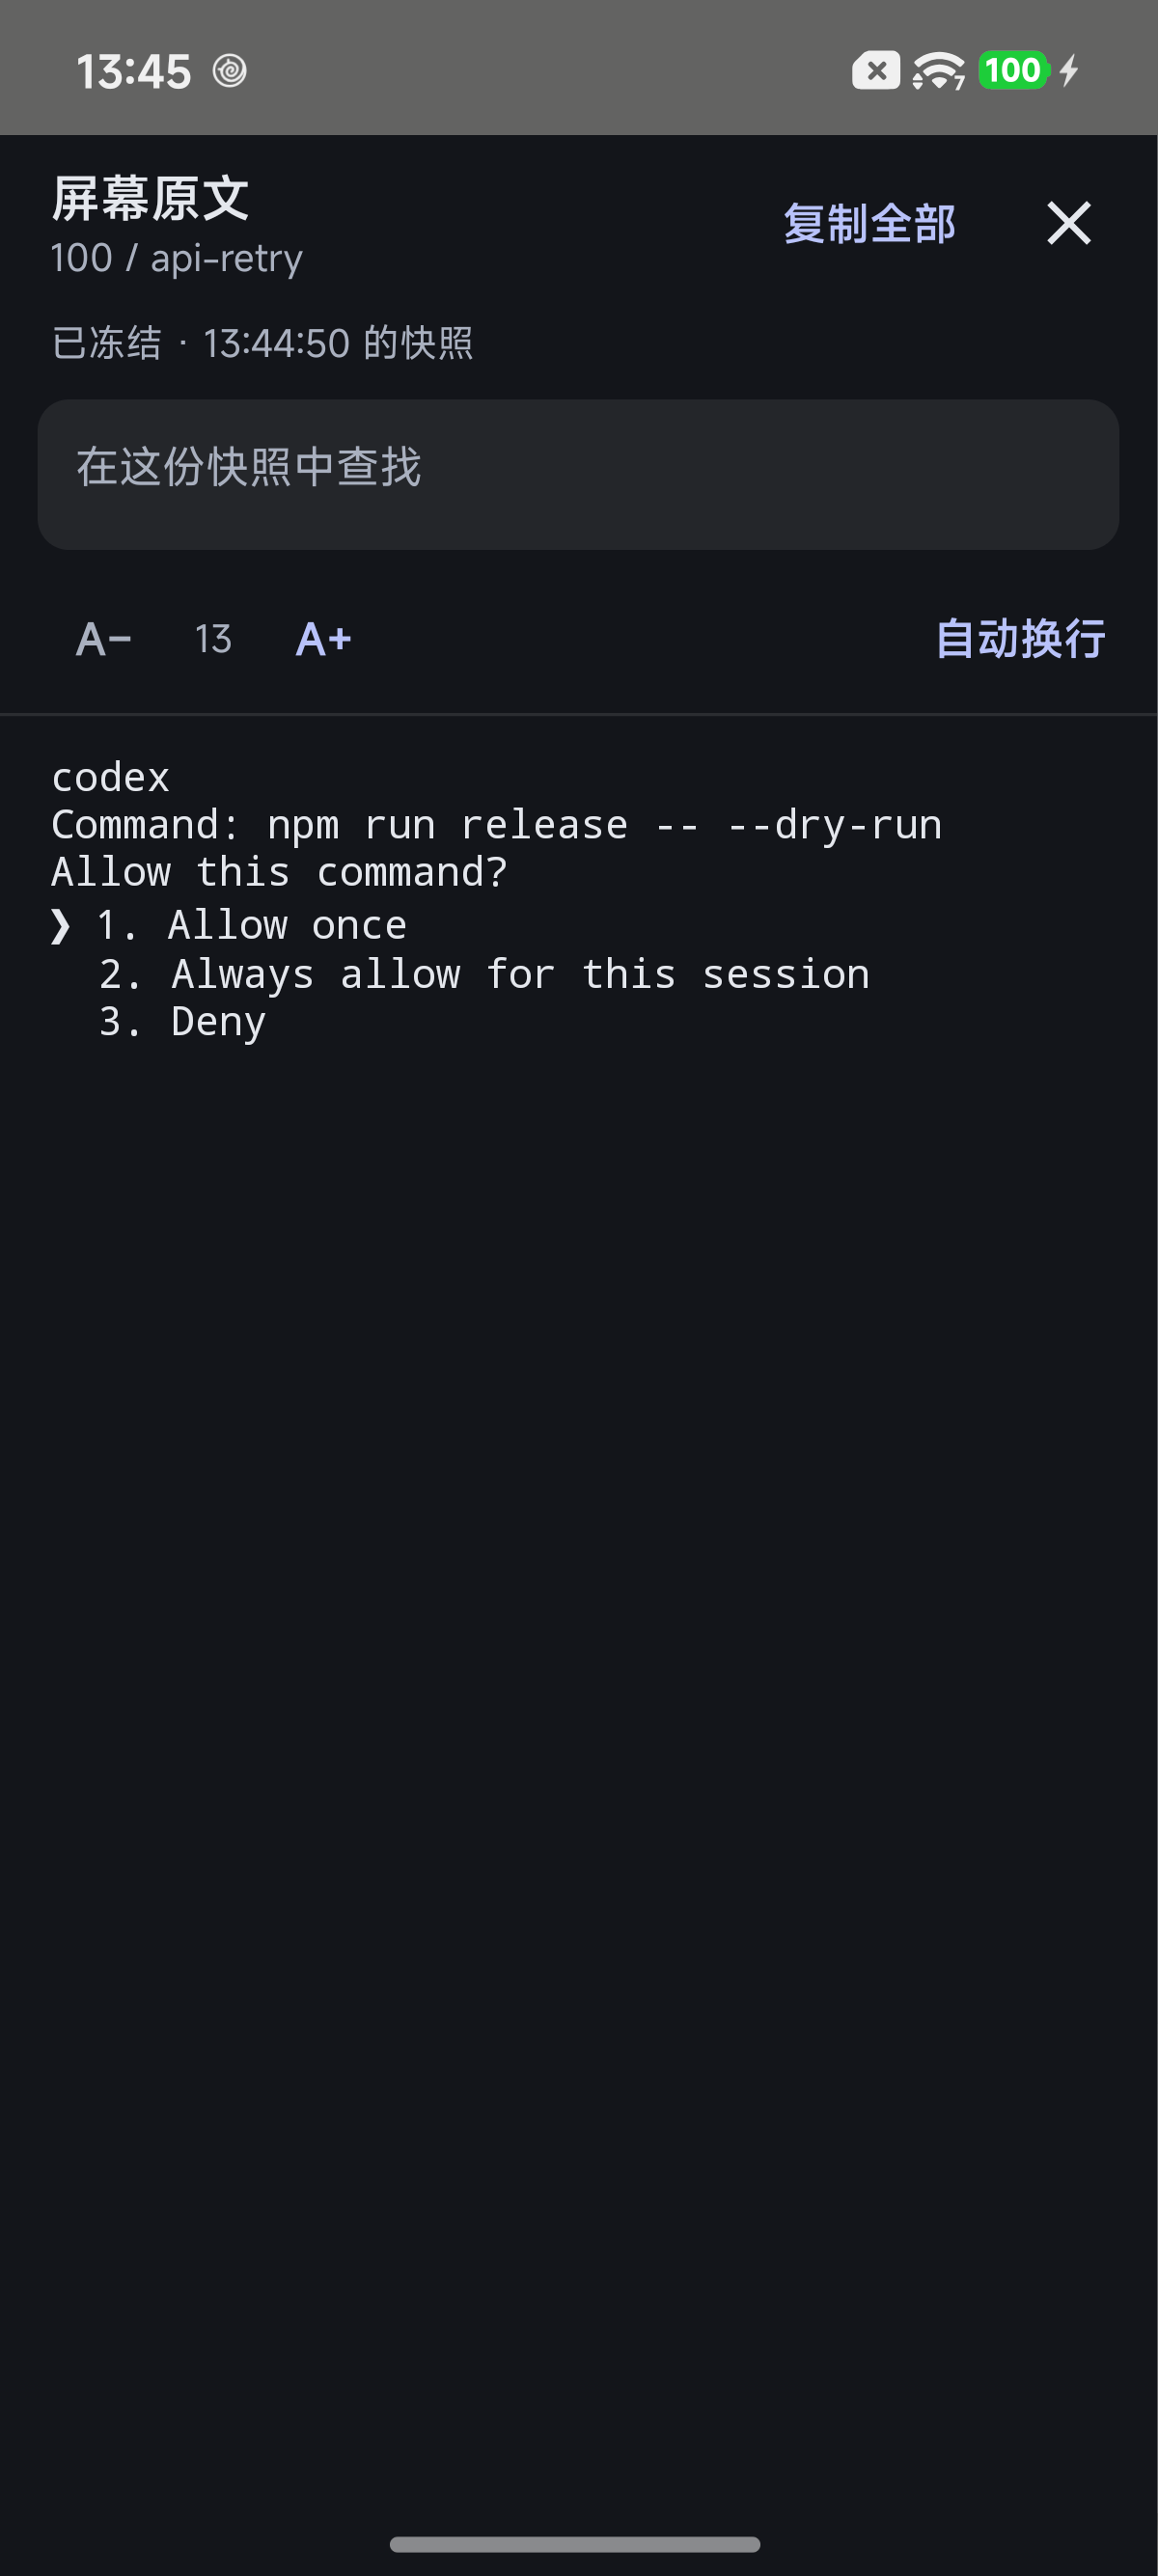 13:45
7
100
屏幕原文
复制全部
100 / api-retry
已冻结 · 13:44:50 的快照
在这份快照中查找
A− 13 A+ 自动换行
codex
Command: npm run release -- --dry-run
Allow this command?
❯ 1. Allow once
  2. Always allow for this session
  3. Deny